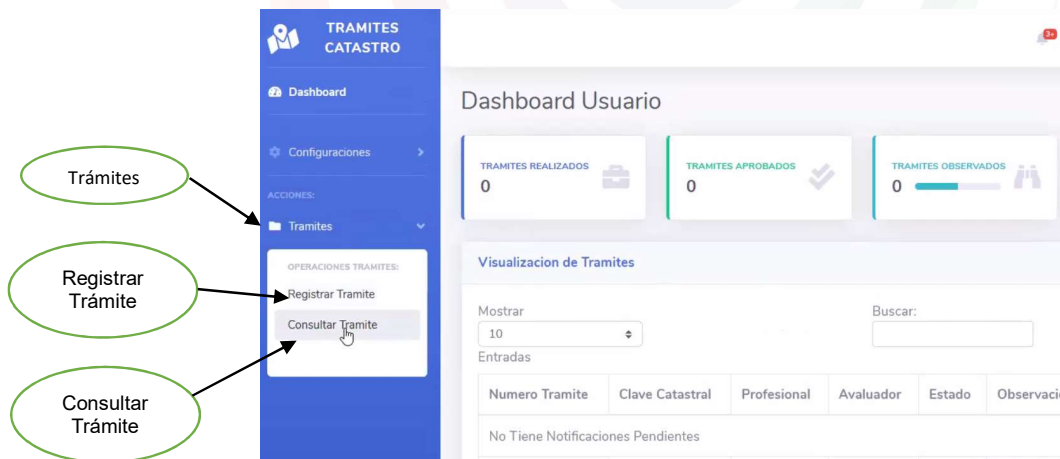 Trámites
Registrar
Trámite
Consultar
Trámite
TRAMITES
CATASTRO
Dashboard
Configuraciones
ACCIONES:
Tramites
OPERACIONES TRAMITES:
Registrar Tramite
Consultar Tramite
3+
Dashboard Usuario
TRAMITES REALIZADOS
0
TRAMITES APROBADOS
0
TRAMITES OBSERVADOS
0
Visualizacion de Tramites
Mostrar
10
Entradas
Buscar:
Numero Tramite Clave Catastral Profesional Avaluador Estado Observaci
No Tiene Notificaciones Pendientes